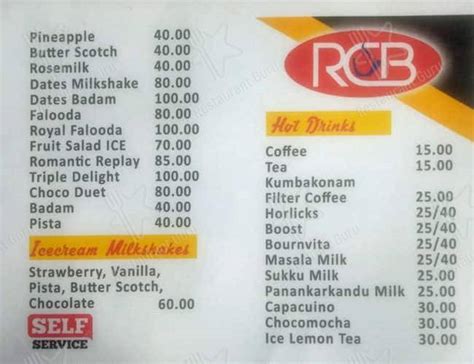 Pineapple 40.00
Butter Scotch 40.00
Rosemilk 40.00
Dates Milkshake 80.00
Dates Badam 100.00
Falooda 80.00
Royal Falooda 100.00
Fruit Salad ICE 70.00
Romantic Replay 85.00
Triple Delight 100.00
Choco Duet 80.00
Badam 40.00
Pista 40.00
Icecream Milkshakes
Strawberry, Vanilla,
Pista, Butter Scotch,
Chocolate 60.00
SELF
SERVICE
RCB
Hot Drinks
Coffee 15.00
Tea 15.00
Kumbakonam
Filter Coffee 25.00
Horlicks 25/40
Boost 25/40
Bournvita 25/40
Masala Milk 25/40
Sukku Milk 25.00
Panankarkandu Milk 25.00
Capacuino 30.00
Chocomocha 30.00
Ice Lemon Tea 30.00